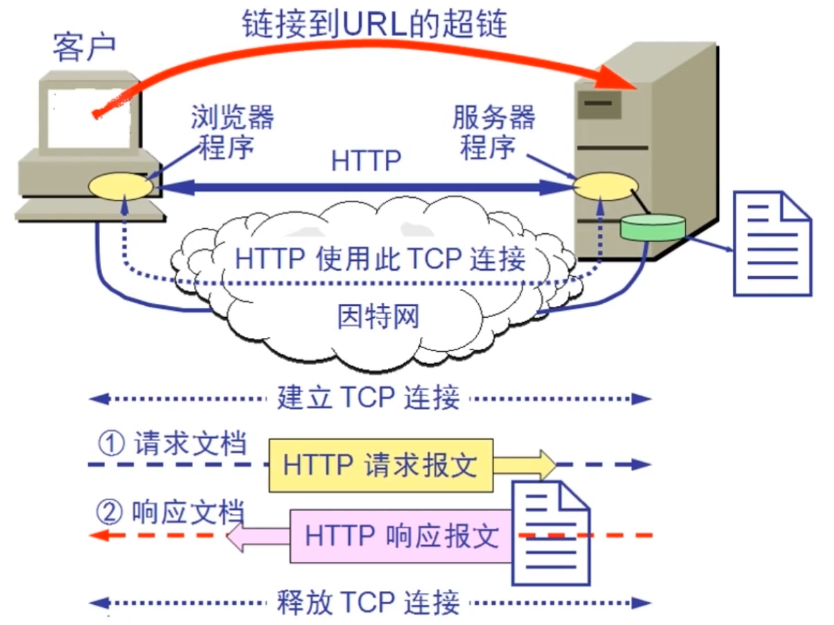 链接到URL的超链
客户
浏览器
程序
服务器
程序
HTTP
HTTP 使用此 TCP 连接
因特网
建立 TCP 连接
① 请求文档
HTTP 请求报文
② 响应文档
HTTP 响应报文
释放 TCP 连接